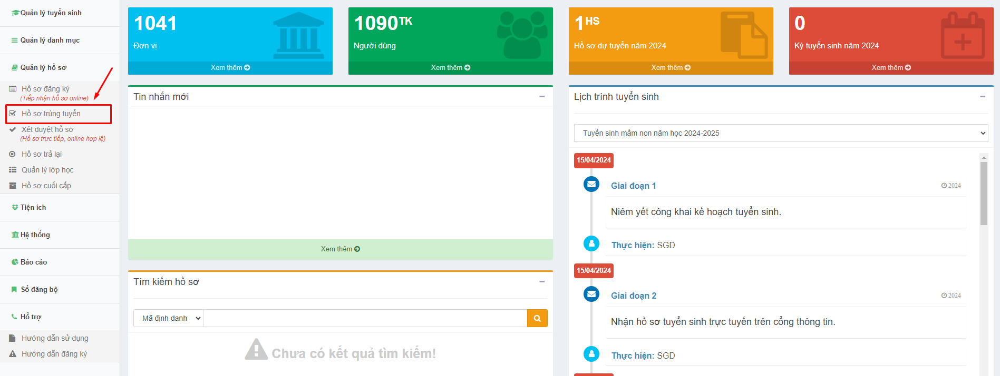 Quản lý tuyển sinh
Quản lý danh mục
Quản lý hồ sơ
Hồ sơ đăng ký
(Tiếp nhận hồ sơ online)
Hồ sơ trúng tuyển
Xét duyệt hồ sơ
(Hồ sơ trực tiếp, online hợp lệ)
Hồ sơ trả lại
Quản lý lớp học
Hồ sơ cuối cấp
Tiện ích
Hệ thống
Báo cáo
Sổ đăng bộ
Hỗ trợ
Hướng dẫn sử dụng
Hướng dẫn đăng ký
1041
Đơn vị
Xem thêm
1090TK
Người dùng
Xem thêm
1HS
Hồ sơ dự tuyển năm 2024
Xem thêm
0
Kỳ tuyển sinh năm 2024
Xem thêm
Tin nhắn mới
Xem thêm
Tìm kiếm hồ sơ
Mã định danh
Chưa có kết quả tìm kiếm!
Lịch trình tuyển sinh
Tuyển sinh mầm non năm học 2024-2025
15/04/2024
Giai đoạn 1
2024
Niêm yết công khai kế hoạch tuyển sinh.
Thực hiện: SGD
15/04/2024
Giai đoạn 2
2024
Nhận hồ sơ tuyển sinh trực tuyến trên cổng thông tin.
Thực hiện: SGD